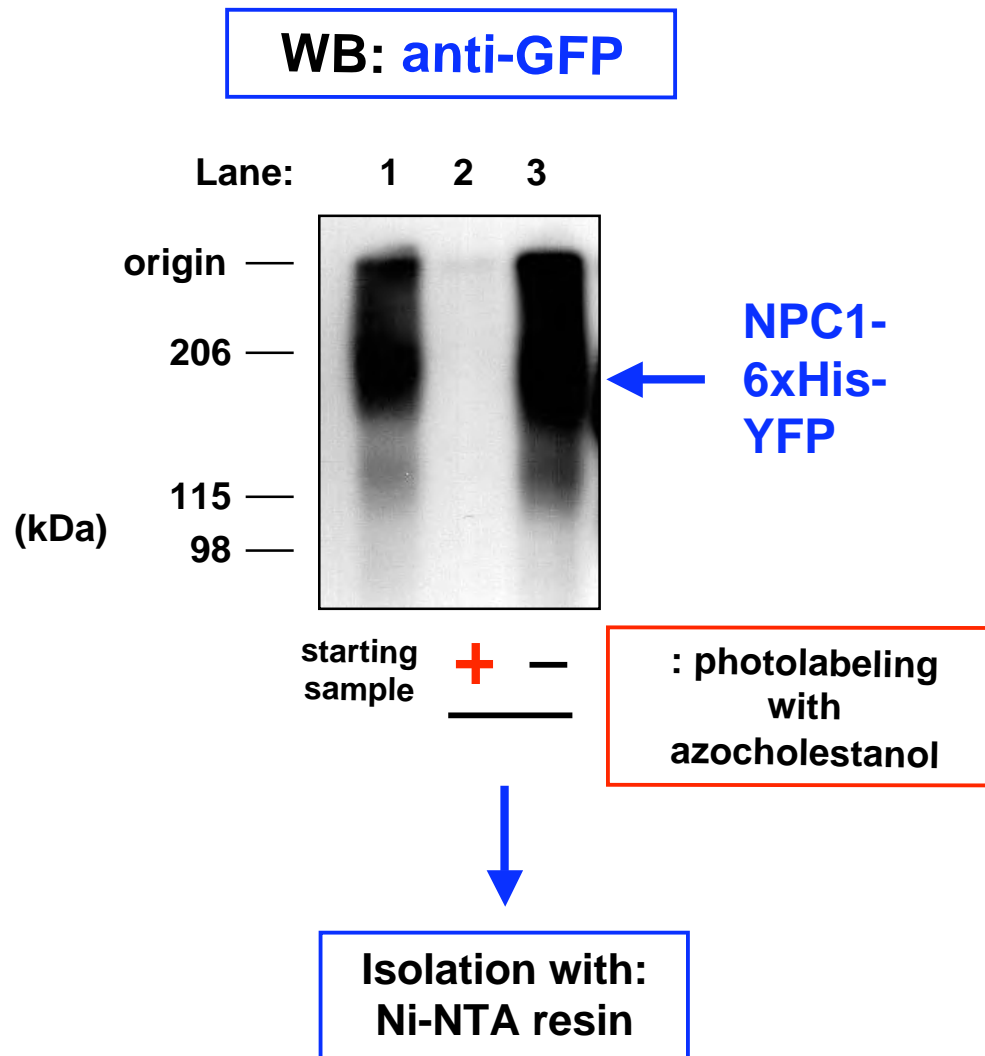 WB: anti-GFP
Lane: 1 2 3
origin —
206 —
115 —
98 —
(kDa)
NPC1-
6xHis-
YFP
starting
sample
+ −
: photolabeling
with
azocholestanol
Isolation with:
Ni-NTA resin